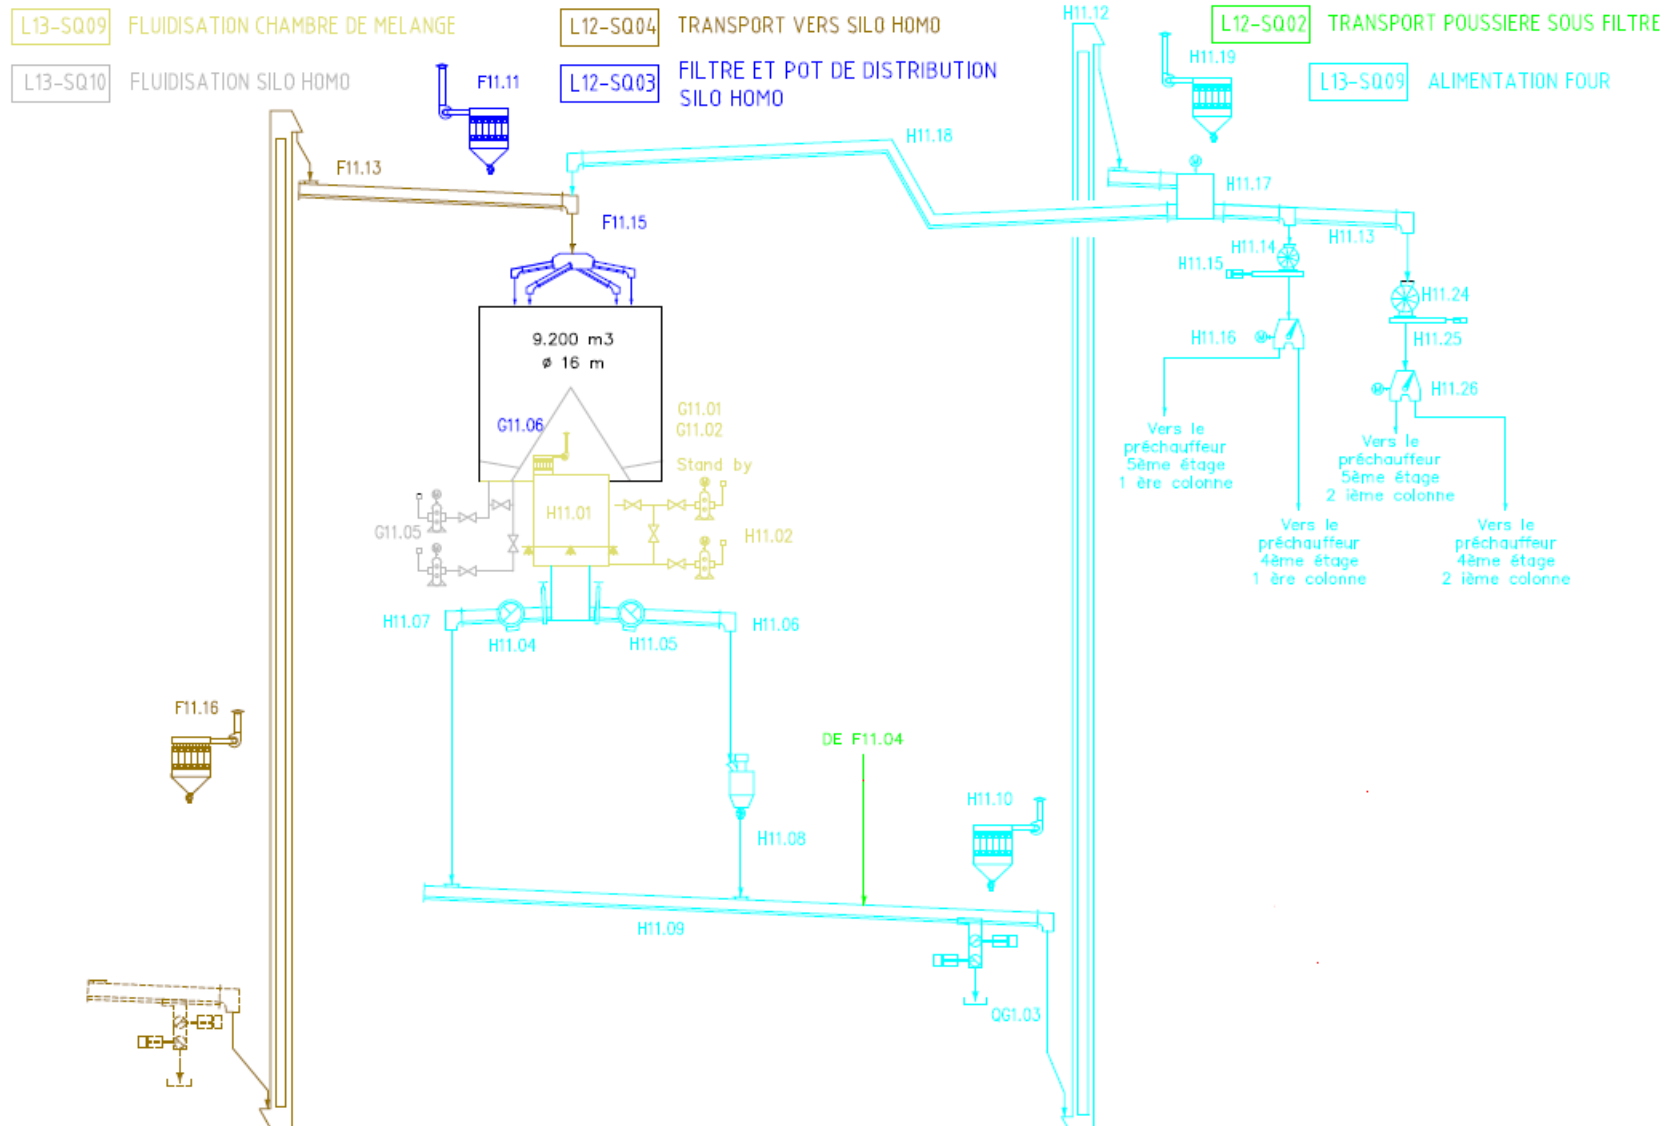 L13-SQ09 FLUIDISATION CHAMBRE DE MELANGE
L13-SQ10 FLUIDISATION SILO HOMO
L12-SQ04 TRANSPORT VERS SILO HOMO
L12-SQ03 FILTRE ET POT DE DISTRIBUTION
SILO HOMO
L12-SQ02 TRANSPORT POUSSIERE SOUS FILTRE
L13-SQ09 ALIMENTATION FOUR
H11.12
H11.19
F11.11
H11.18
F11.13
H11.17
F11.15
H11.13
H11.14
H11.15
H11.24
H11.16
H11.25
H11.26
9.200 m3
ø 16 m
G11.06
G11.01
G11.02
Stand by
H11.01
G11.05
H11.02
Vers le
préchauffeur
5ème étage
1 ère colonne
Vers le
préchauffeur
5ème étage
2 ième colonne
Vers le
préchauffeur
4ème étage
1 ère colonne
Vers le
préchauffeur
4ème étage
2 ième colonne
H11.07
H11.04
H11.05
H11.06
F11.16
DE F11.04
H11.10
H11.08
H11.09
QG1.03